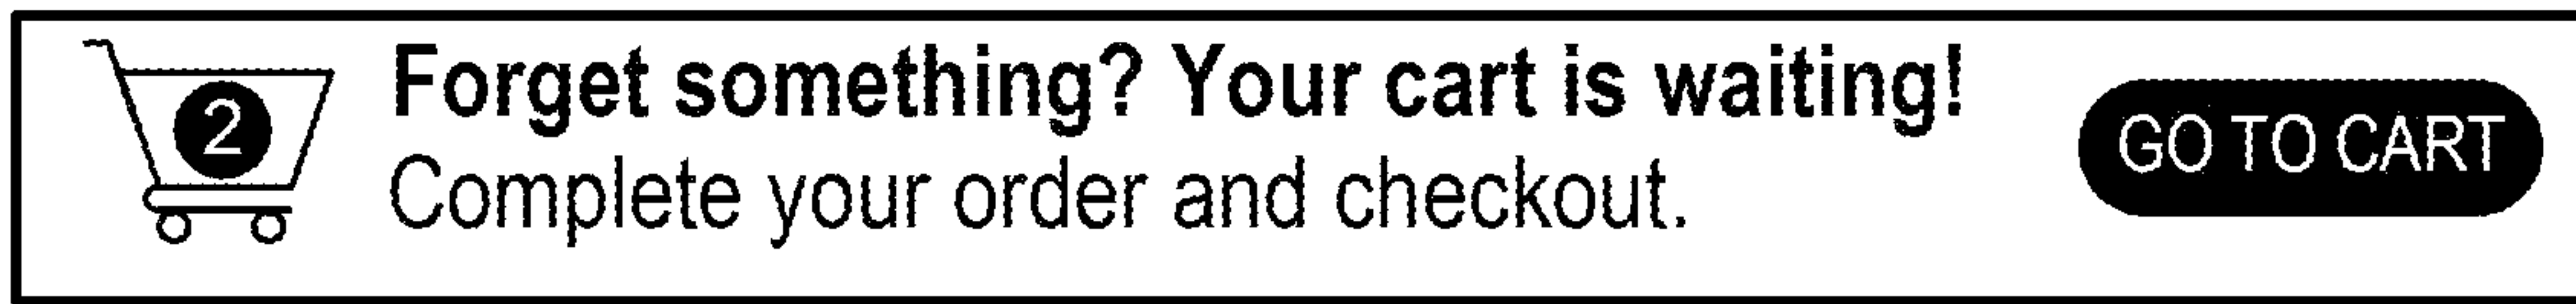 2
Forget something? Your cart is waiting!
Complete your order and checkout.
GO TO CART